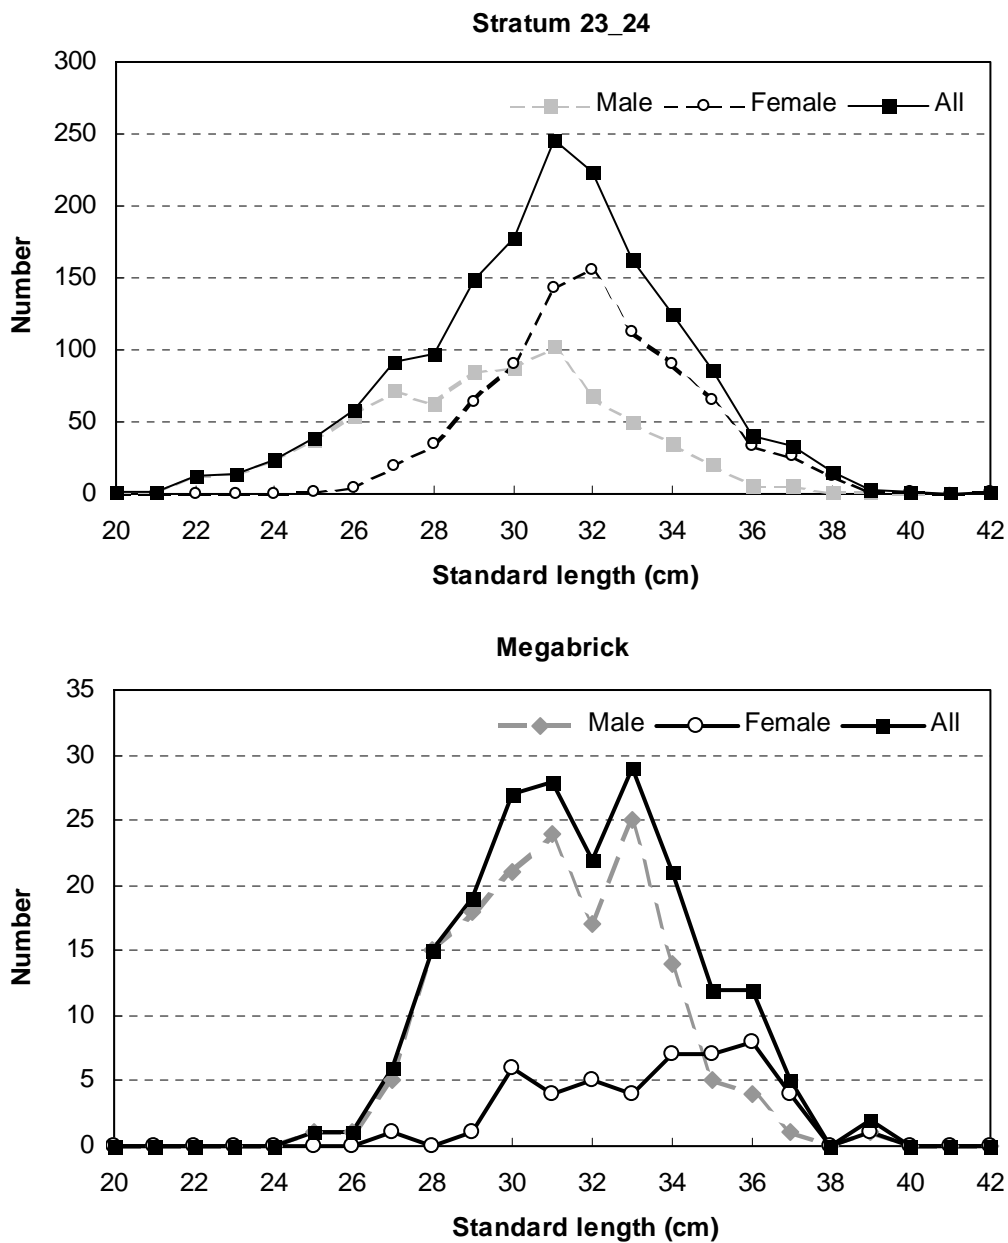 Stratum 23_24
300
250
200
150
100
50
0
Number
Male Female All
20 22 24 26 28 30 32 34 36 38 40 42
Standard length (cm)
Megabrick
35
30
25
20
15
10
5
0
Number
Male Female All
20 22 24 26 28 30 32 34 36 38 40 42
Standard length (cm)